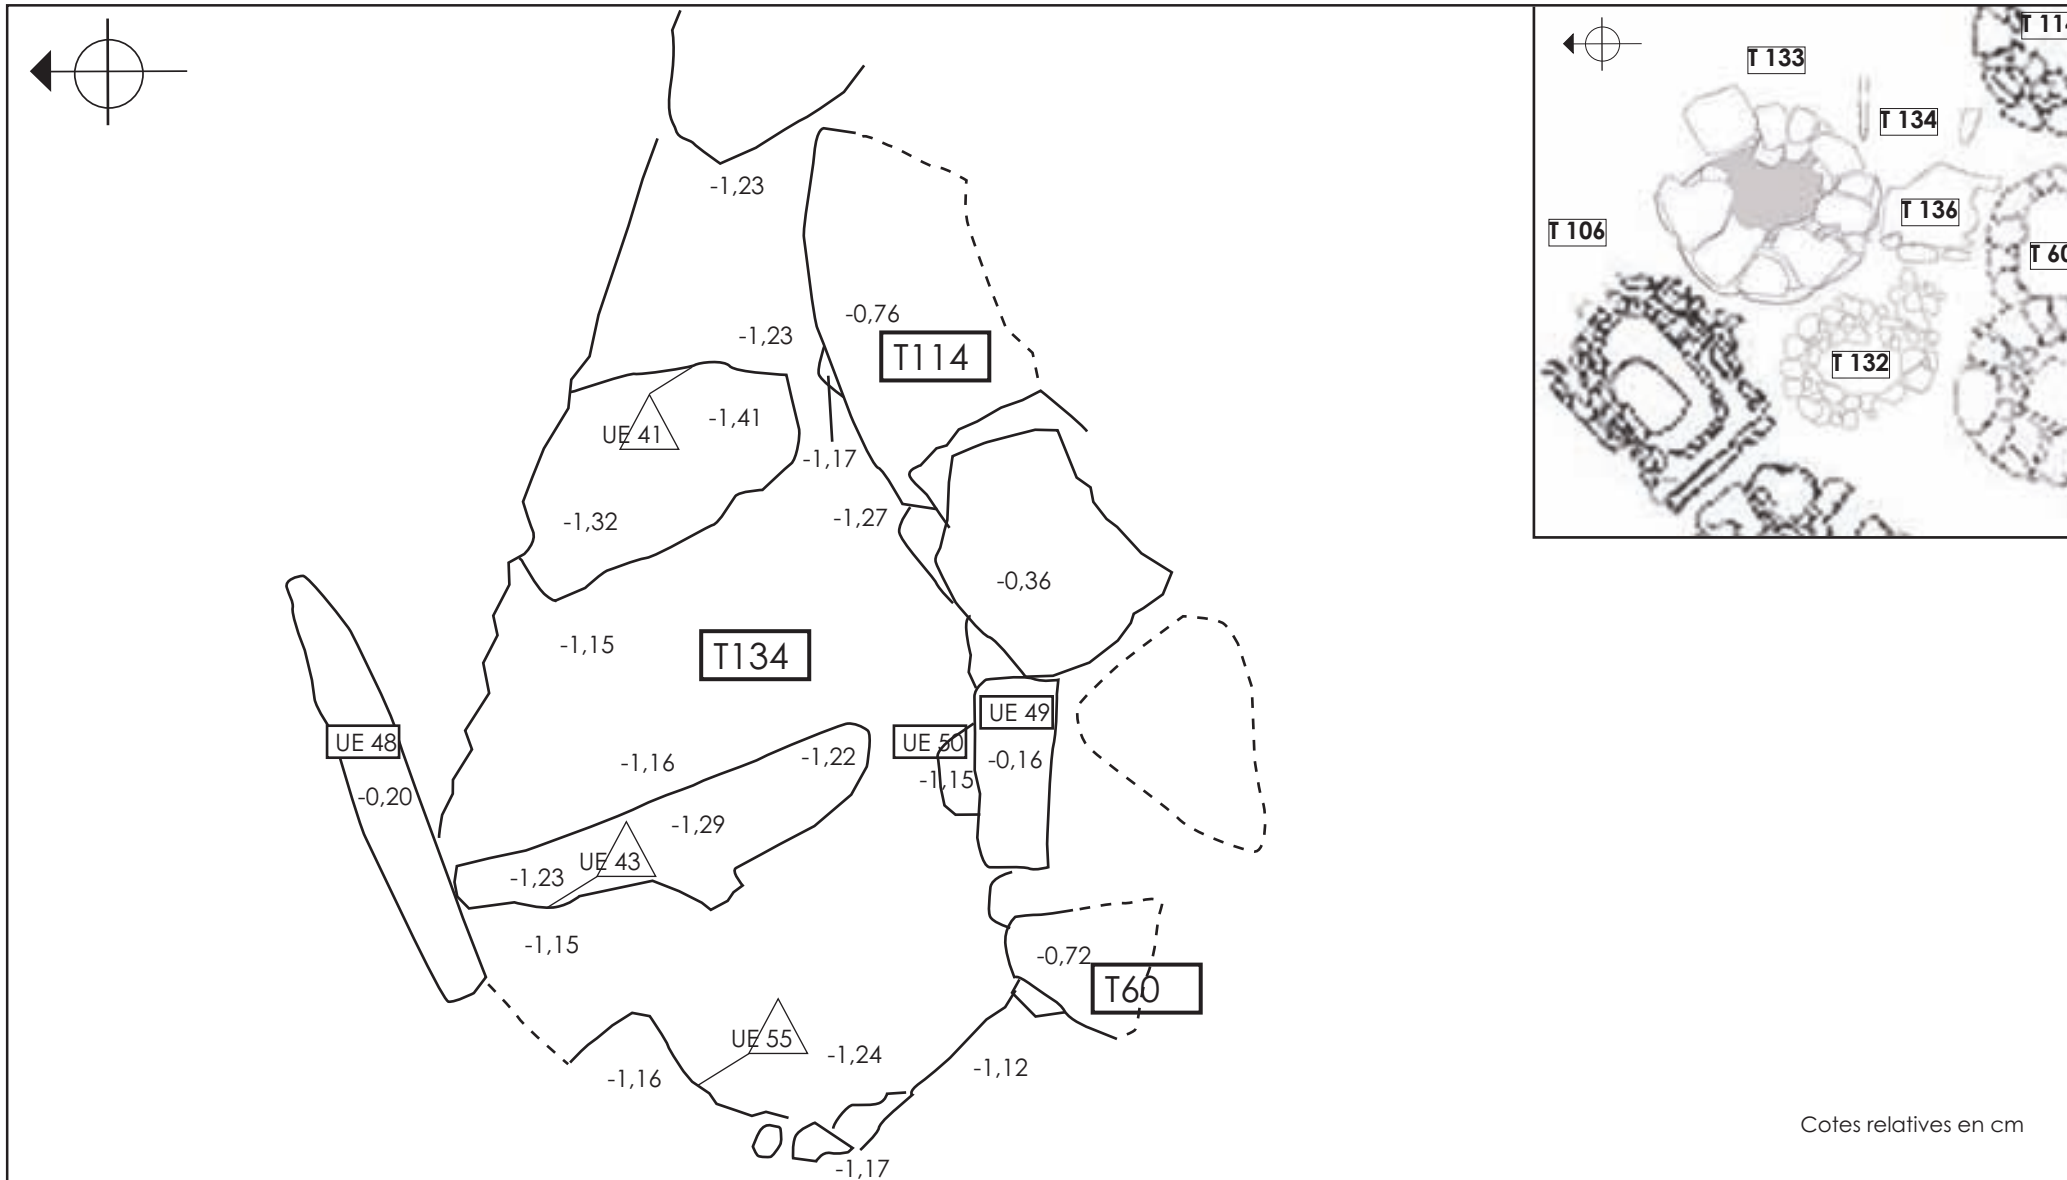 T 114
T 133
T 134
T 136
T 106
T 60
T 132
-1,23
-0,76
-1,23
T114
-1,41
UE 41
-1,17
-1,32
-1,27
-0,36
-1,15
T134
UE 49
UE 48
UE 50
-1,22
-1,16
-0,16
-1,15
-0,20
-1,29
UE 43
-1,23
-1,15
-0,72
T60
UE 55
-1,24
-1,12
-1,16
Cotes relatives en cm
-1,17